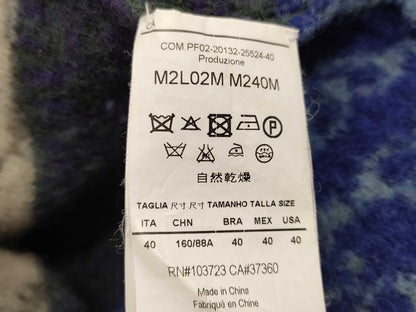 COM.PF02-20132-25524-40
Produzione
M2L02M M240M
P
自然乾燥
TAGLIA 尺寸 尺寸 TAMANHO TALLA SIZE
ITA CHN BRA MEX USA
40 160/88A 40 40 40
RN#103723 CA#37360
Made in China
Fabriqué en Chine